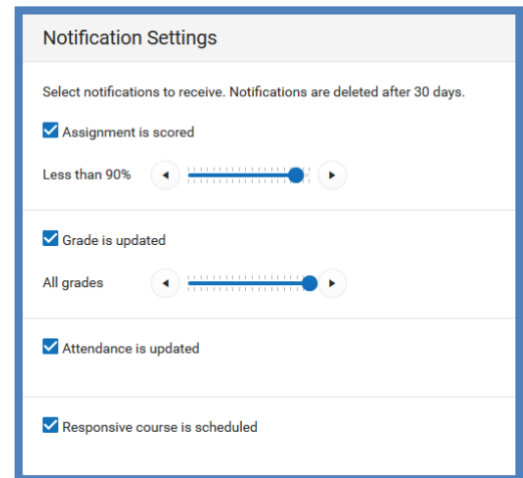 Notification Settings
Select notifications to receive. Notifications are deleted after 30 days.
Assignment is scored
Less than 90%
Grade is updated
All grades
Attendance is updated
Responsive course is scheduled